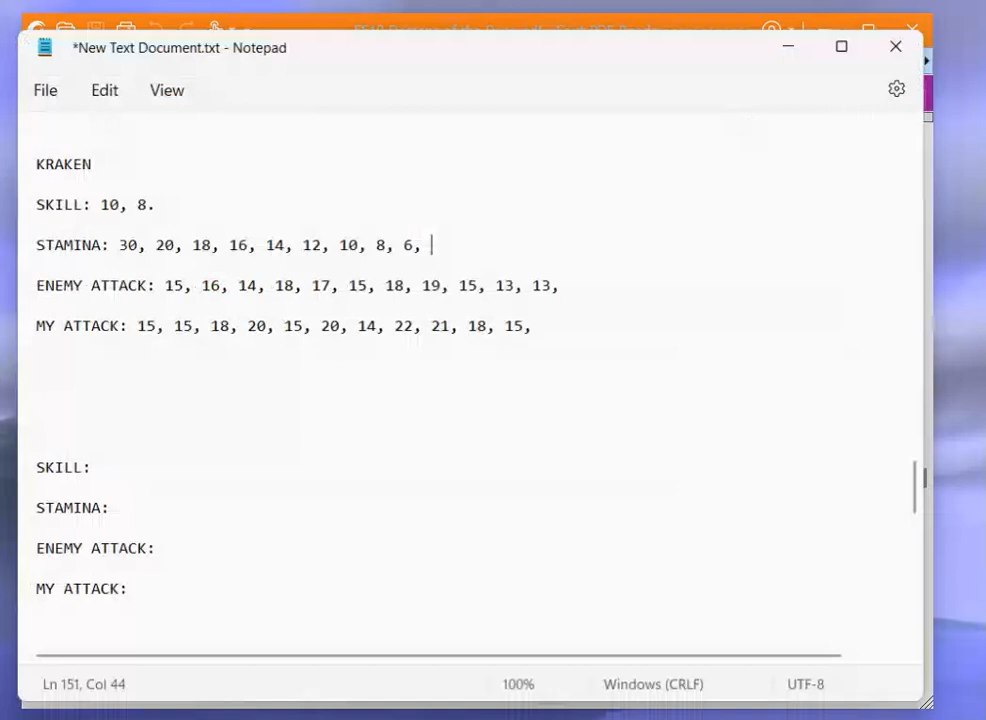 *New Text Document.txt - Notepad
File Edit View
KRAKEN
SKILL: 10, 8.
STAMINA: 30, 20, 18, 16, 14, 12, 10, 8, 6,
ENEMY ATTACK: 15, 16, 14, 18, 17, 15, 18, 19, 15, 13, 13,
MY ATTACK: 15, 15, 18, 20, 15, 20, 14, 22, 21, 18, 15,
SKILL:
STAMINA:
ENEMY ATTACK:
MY ATTACK:
Ln 151, Col 44 100% Windows (CRLF) UTF-8